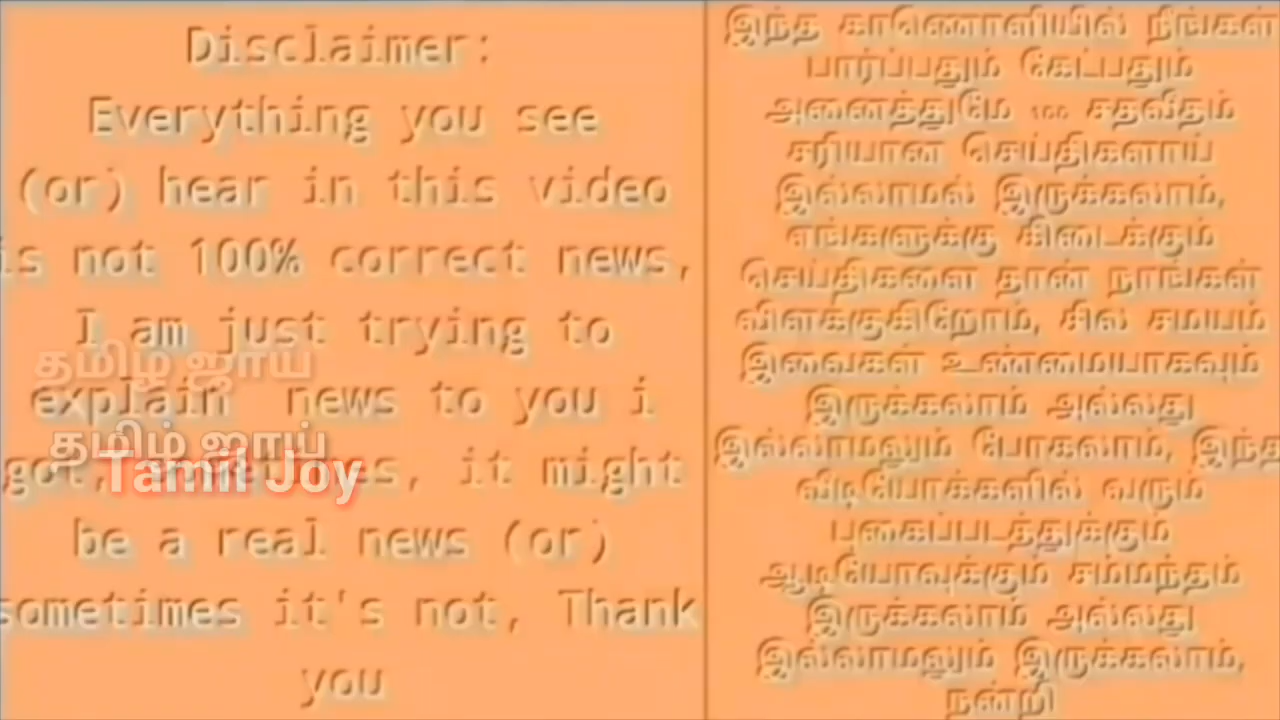 Disclaimer:
Everything you see
(or) hear in this video
is not 100% correct news,
I am just trying to
explain news to you i
got, sometimes, it might
be a real news (or)
sometimes it's not, Thank
you
தமிழ் ஜாய்
தமிழ் ஜாய்
Tamil Joy
இந்த காணொளியில் நீங்கள்
பார்ப்பதும் கேட்பதும்
அனைத்துமே 100 சதவீதம்
சரியான செய்திகளாய்
இல்லாமல் இருக்கலாம்,
எங்களுக்கு கிடைக்கும்
செய்திகளை தான் நாங்கள்
விளக்குகிறோம், சில சமயம்
இவைகள் உண்மையாகவும்
இருக்கலாம் அல்லது
இல்லாமலும் போகலாம், இந்த
வீடியோக்களில் வரும்
புகைப்படத்துக்கும்
ஆடியோவுக்கும் சம்மந்தம்
இருக்கலாம் அல்லது
இல்லாமலும் இருக்கலாம்,
நன்றி